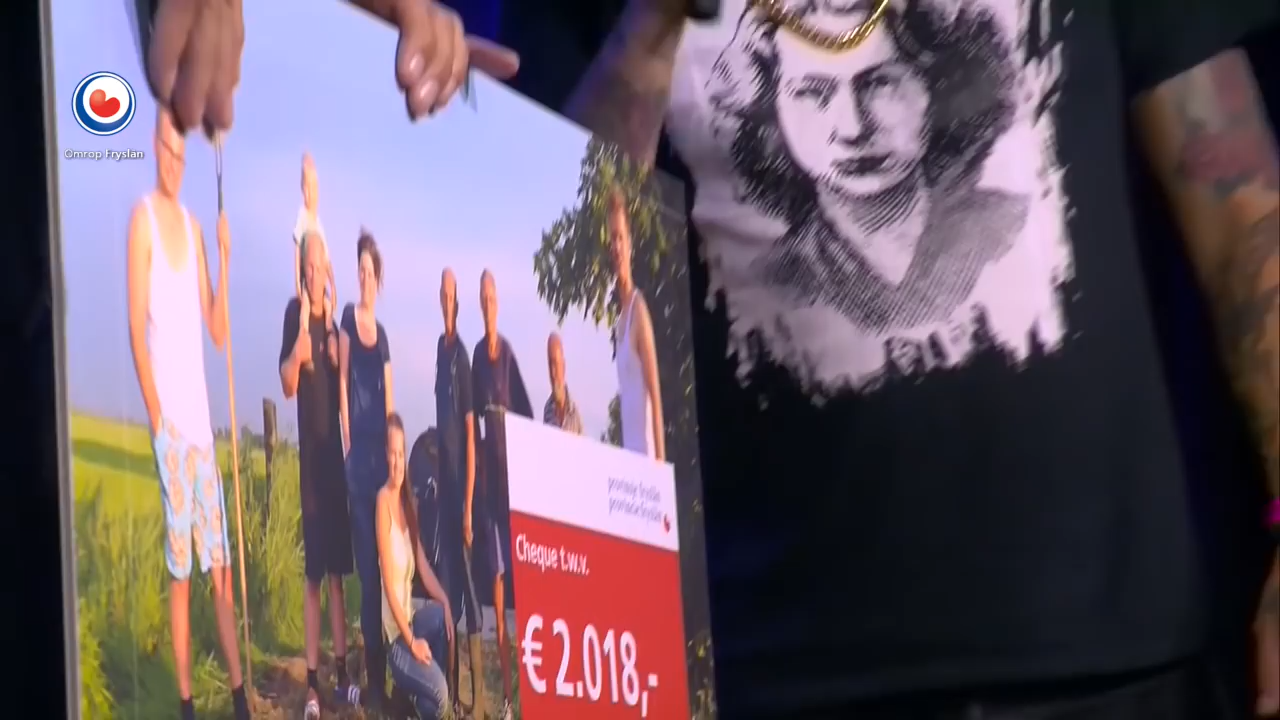 Omrop Fryslân
provinsje fryslân
provincie fryslân
Cheque t.w.v.
€ 2.018,-